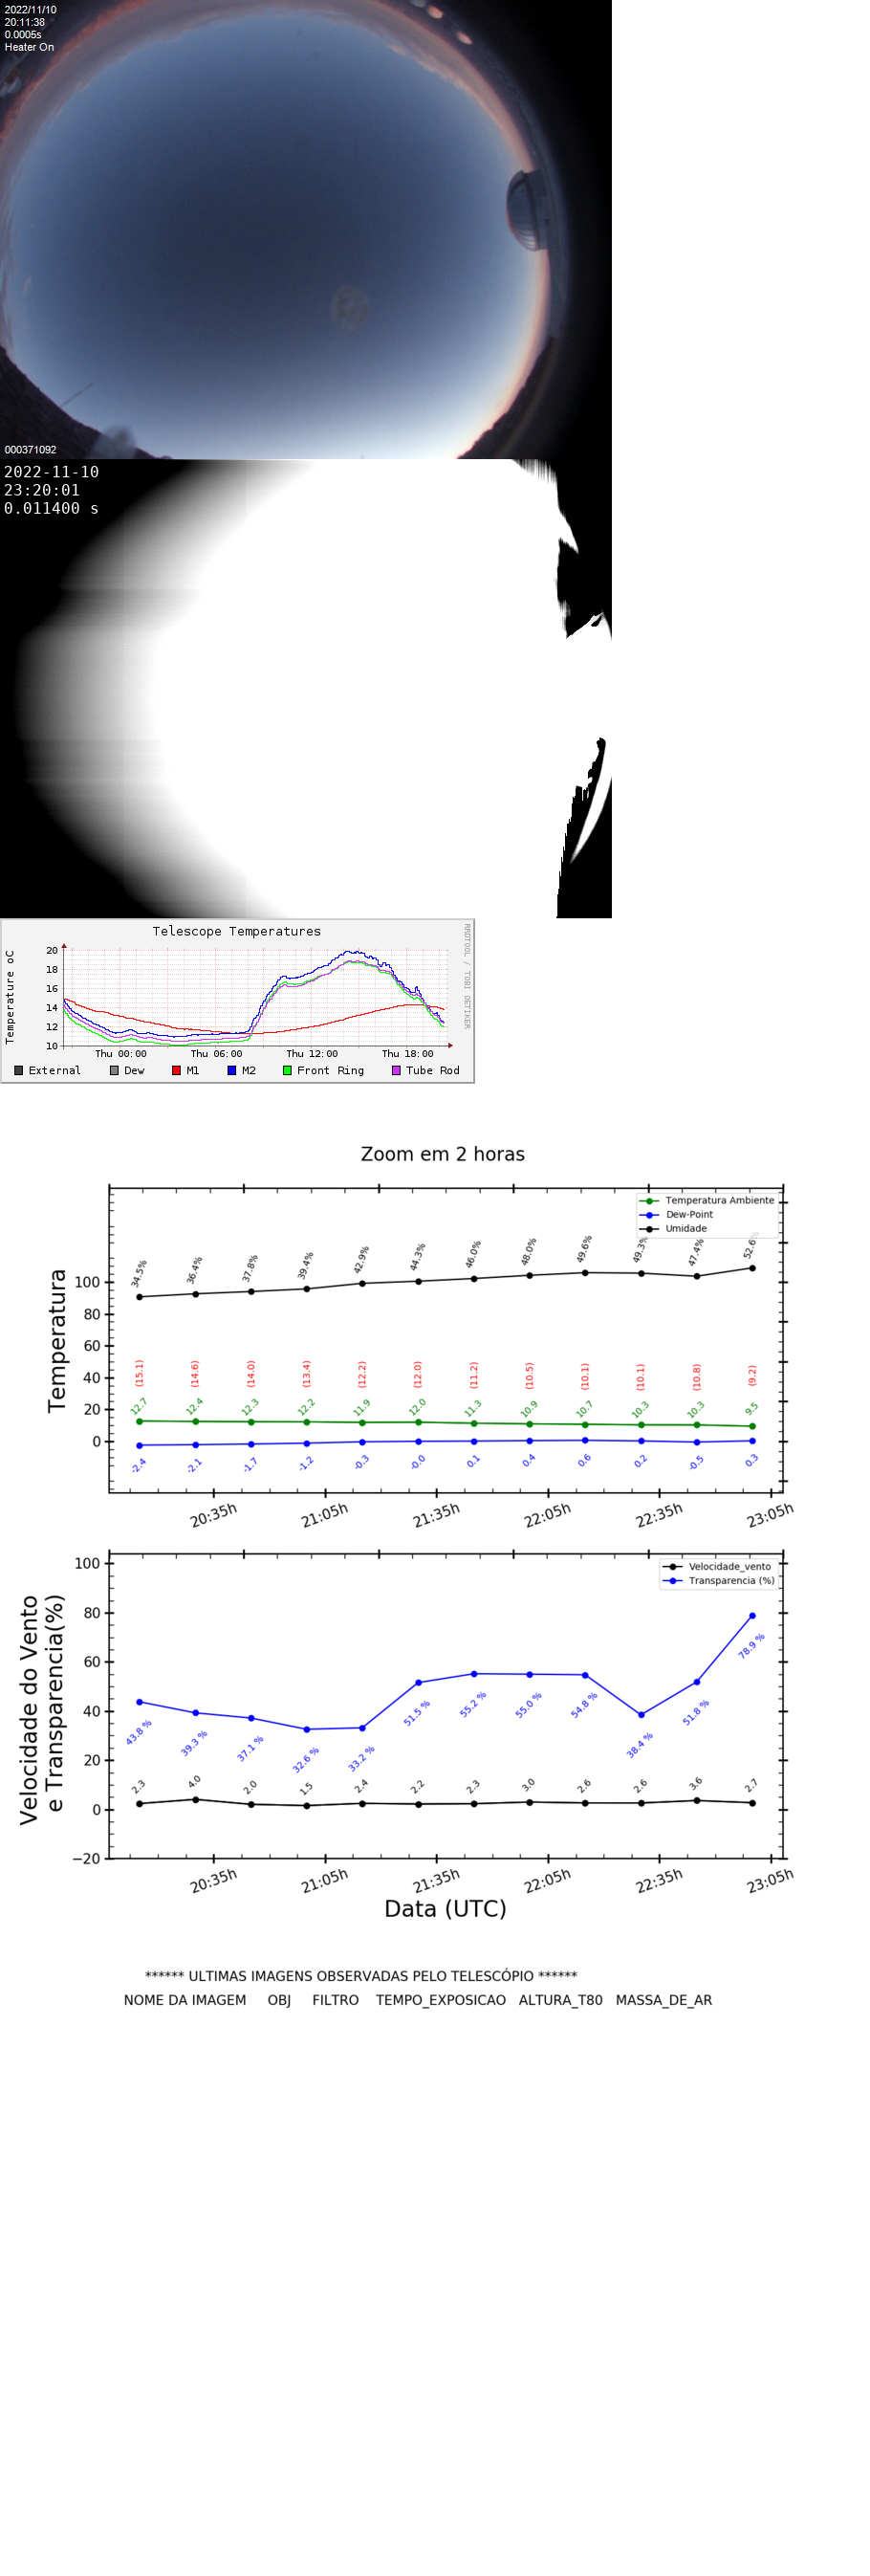 2022/11/10
20:11:38
0.0005s
Heater On
000371092
2022-11-10
23:20:01
0.011400 s
Telescope Temperatures
RRDTOOL / TOBI OETIKER
Temperature oC
20
18
16
14
12
10
Thu 00:00 Thu 06:00 Thu 12:00 Thu 18:00
External Dew M1 M2 Front Ring Tube Rod
Zoom em 2 horas
Temperatura Ambiente
Dew-Point
Umidade
Temperatura
100
80
60
40
20
0
34.5% 36.4% 37.8% 39.4% 42.9% 44.3% 46.0% 48.0% 49.6% 49.3% 47.4% 52.6%
(15.1) (14.6) (14.0) (13.4) (12.2) (12.0) (11.2) (10.5) (10.1) (10.1) (10.8) (9.2)
12.7 12.4 12.3 12.2 11.9 12.0 11.3 10.9 10.7 10.3 10.3 9.5
-2.4 -2.1 -1.7 -1.2 -0.3 -0.0 0.1 0.4 0.6 0.2 -0.5 0.3
20:35h 21:05h 21:35h 22:05h 22:35h 23:05h
Velocidade_vento
Transparencia (%)
Velocidade do Vento
e Transparencia(%)
100
80
60
40
20
0
−20
43.8 % 39.3 % 37.1 % 32.6 % 33.2 % 51.5 % 55.2 % 55.0 % 54.8 % 38.4 % 51.8 % 78.9 %
2.3 4.0 2.0 1.5 2.4 2.2 2.3 3.0 2.6 2.6 3.6 2.7
20:35h 21:05h 21:35h 22:05h 22:35h 23:05h
Data (UTC)
****** ULTIMAS IMAGENS OBSERVADAS PELO TELESCÓPIO ******
NOME DA IMAGEM OBJ FILTRO TEMPO_EXPOSICAO ALTURA_T80 MASSA_DE_AR